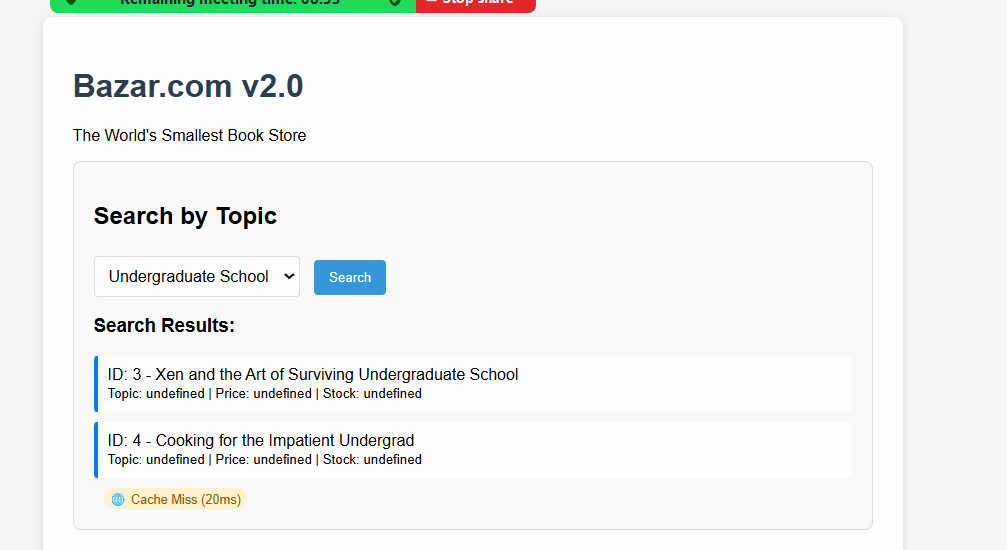 Remaining meeting time: 08:55
Stop share
Bazar.com v2.0
The World's Smallest Book Store
Search by Topic
Undergraduate School
Search
Search Results:
ID: 3 - Xen and the Art of Surviving Undergraduate School
Topic: undefined | Price: undefined | Stock: undefined
ID: 4 - Cooking for the Impatient Undergrad
Topic: undefined | Price: undefined | Stock: undefined
Cache Miss (20ms)